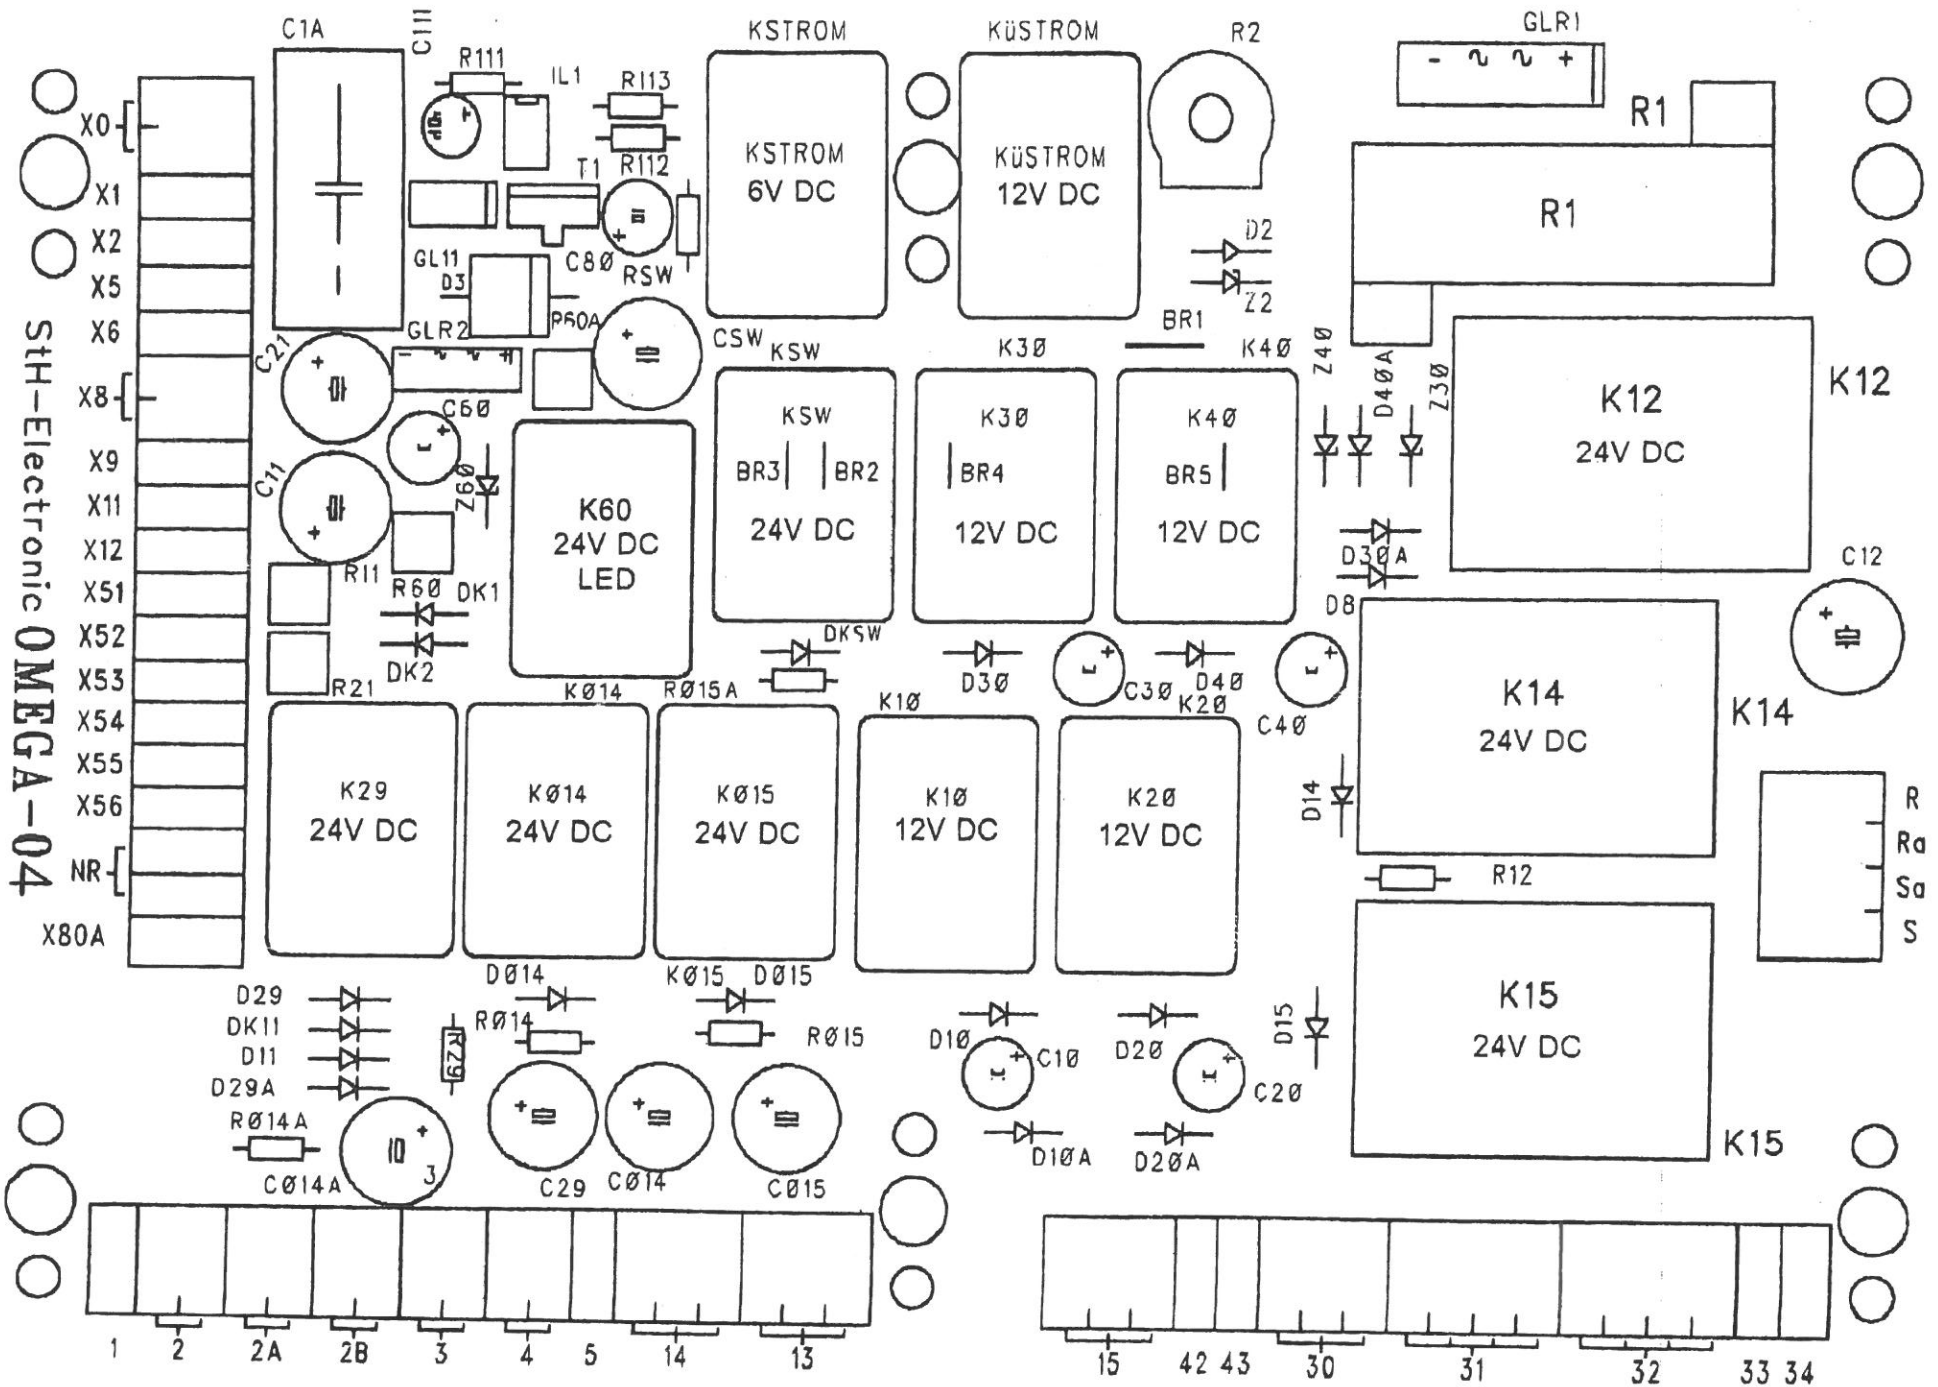 C1A
C111
R111
IL1
R113
R112
T1
KSTROM
KSTROM
6V DC
KüSTROM
KüSTROM
12V DC
R2
GLR1
- ~ ~ +
R1
R1
X0
X1
X2
X5
X6
X8
X9
X11
X12
X51
X52
X53
X54
X55
X56
NR
X80A
StH-Electronic OMEGA-04
GL11
D3
C80
RSW
GLR2
R60A
CSW
C21
C11
C60
Z60
R11
R60
DK1
DK2
R21
K60
24V DC
LED
KSW
KSW
BR3
BR2
24V DC
K30
K30
BR4
12V DC
BR1
K40
K40
BR5
12V DC
D2
Z2
Z40
D40A
Z30
D30A
D8
K12
24V DC
K12
C12
DKSW
R015A
D30
C30
D40
C40
K14
24V DC
K14
D14
R12
R
Ra
Sa
S
K29
24V DC
K014
K014
24V DC
K015
24V DC
K015
K10
K10
12V DC
K20
K20
12V DC
K15
24V DC
K15
D15
D29
DK11
D11
D29A
R014A
C014A
R29
D014
R014
D015
R015
C29
C014
C015
3
D10
C10
D10A
D20
C20
D20A
1
2
2A
2B
3
4
5
14
13
15
42
43
30
31
32
33
34